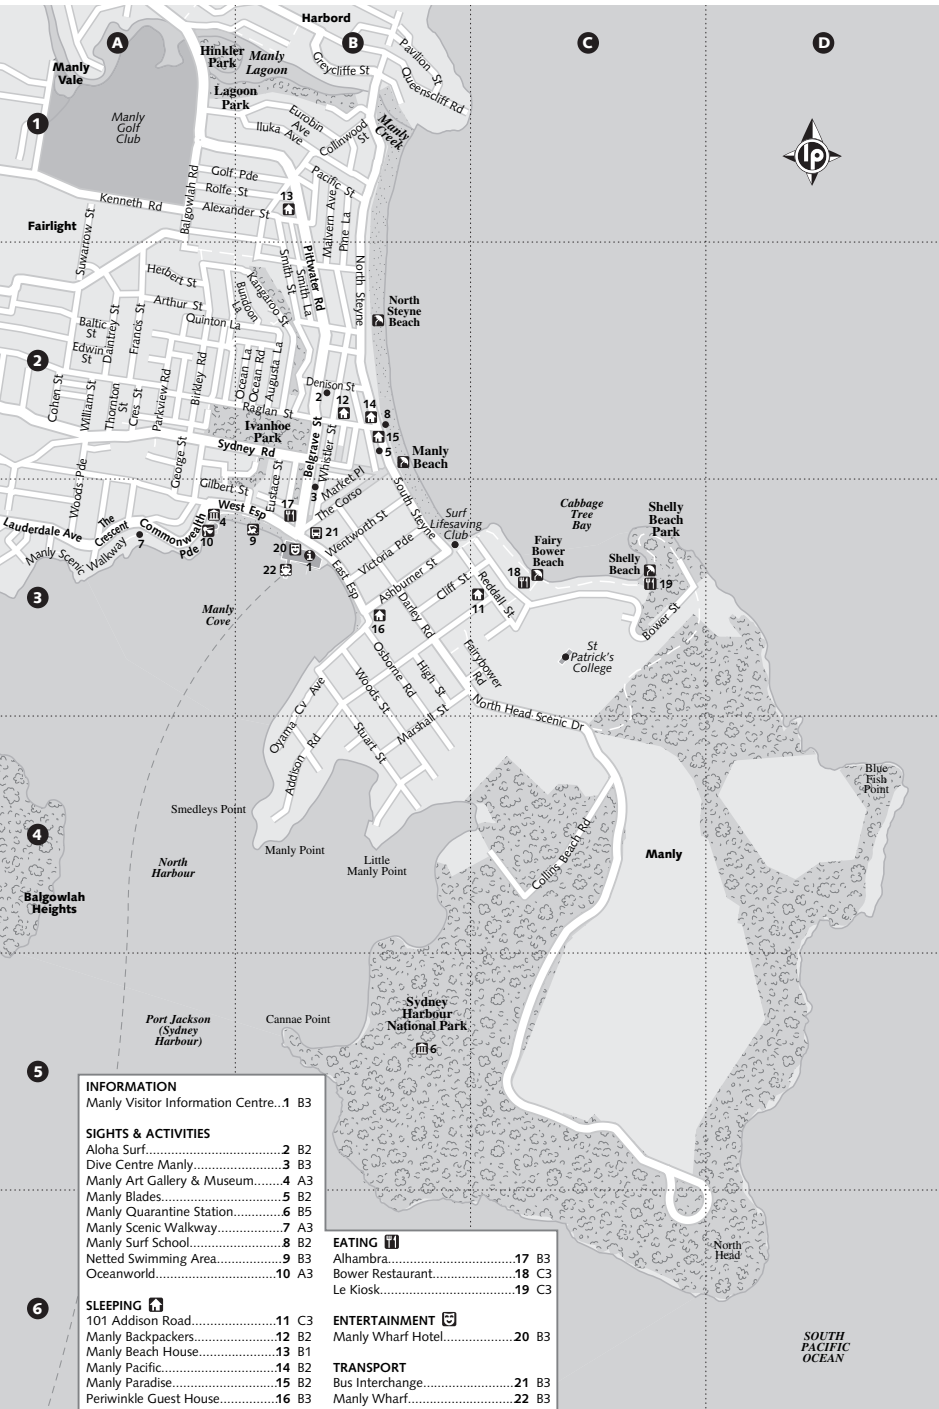 Harbord
A
B
C
D
Hinkler
Park
Manly
Lagoon
Greycliffe St
Pavilion St
Queenscliff Rd
Manly
Vale
Lagoon
Park
Eurobin
Ave
Iluka Ave
Collinwood
St
Manly
Creek
1
Manly
Golf
Club
lp
Golf Pde
Pacific St
Rolfe St
13
Kenneth Rd
Alexander St
Balgowlah Rd
Malvern Ave
Pine La
Fairlight
Suwarrow St
Pittwater Rd
Smith St
Smith La
North Steyne
Herbert St
Kangaroo St
Bundoon
La
Arthur St
Quinton La
North
Steyne
Beach
Baltic
St
Edwin
St
Daintrey St
Francis St
2
Ocean La
Ocean Rd
Augusta La
Birkley Rd
Parkview Rd
Cohen St
William St
Thornton
St
Cres St
Denison St
2
12
14
8
Raglan St
Ivanhoe
Park
15
5
Sydney Rd
Belgrave St
Whistler St
Manly
Beach
George St
Woods Pde
Gilbert St
Eustace St
Market Pl
3
The Corso
South Steyne
17
West Esp
4
Lauderdale Ave
The
Crescent
Commonwealth
Pde
10
9
21
Wentworth St
Surf
Lifesaving
Club
Cabbage
Tree
Bay
Shelly
Beach
Park
Manly Scenic
Walkway
7
20
1
22
Victoria Pde
East Esp
Ashburner St
Fairy
Bower
Beach
18
Shelly
Beach
19
3
Manly
Cove
Cliff St
Reddall St
11
16
Darley Rd
Bower St
St
Patrick's
College
Osborne Rd
Fairybower
Rd
High St
Woods St
Oyama Cv Ave
North Head Scenic Dr
Marshall St
Stuart St
Addison Rd
Blue
Fish
Point
Smedleys Point
4
Manly Point
Little
Manly Point
North
Harbour
Collins Beach Rd
Manly
Balgowlah
Heights
Sydney
Harbour
National Park
6
Port Jackson
(Sydney
Harbour)
Cannae Point
5
North
Head
6
SOUTH
PACIFIC
OCEAN
INFORMATION
Manly Visitor Information Centre...1 B3
SIGHTS & ACTIVITIES
Aloha Surf....................................2 B2
Dive Centre Manly.......................3 B3
Manly Art Gallery & Museum........4 A3
Manly Blades...............................5 B2
Manly Quarantine Station..............6 B5
Manly Scenic Walkway..................7 A3
Manly Surf School........................8 B2
Netted Swimming Area.................9 B3
Oceanworld................................10 A3
SLEEPING
101 Addison Road.......................11 C3
Manly Backpackers......................12 B2
Manly Beach House.....................13 B1
Manly Pacific..............................14 B2
Manly Paradise............................15 B2
Periwinkle Guest House................16 B3
EATING
Alhambra....................................17 B3
Bower Restaurant........................18 C3
Le Kiosk.....................................19 C3
ENTERTAINMENT
Manly Wharf Hotel......................20 B3
TRANSPORT
Bus Interchange..........................21 B3
Manly Wharf...............................22 B3